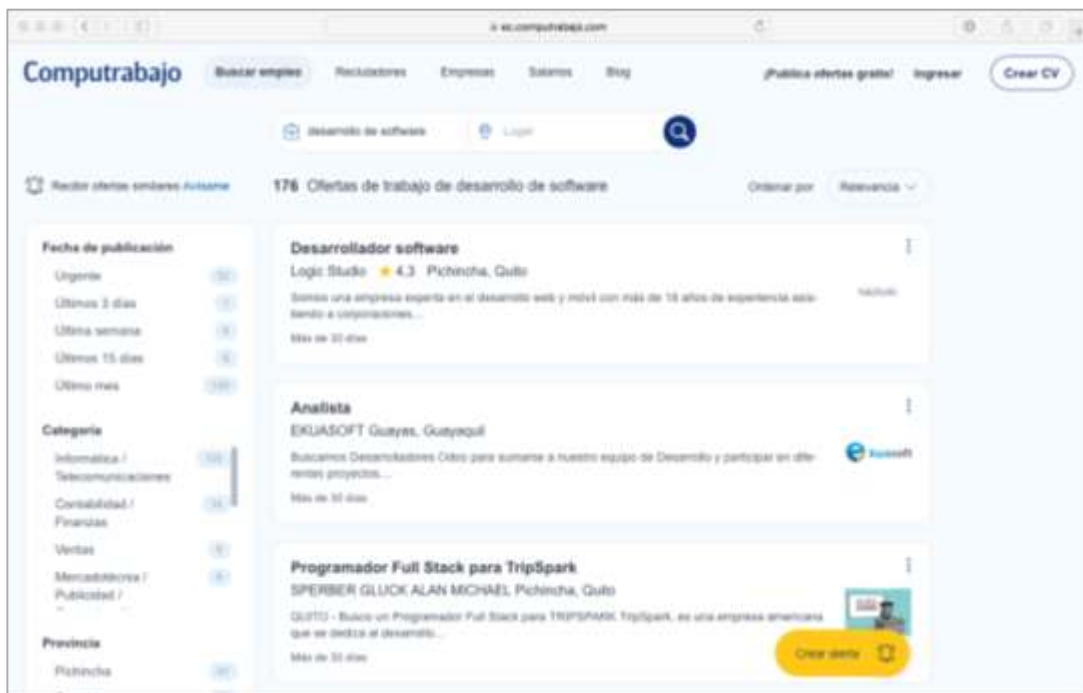 ec.computrabajo.com
Computrabajo
Buscar empleo
Reclutadores
Empresas
Salarios
Blog
¡Publica ofertas gratis!
Ingresar
Crear CV
desarrollo de software
Lugar
Recibir ofertas similares Avísame
176 Ofertas de trabajo de desarrollo de software
Ordenar por
Relevancia
Fecha de publicación
Urgente
Últimos 3 días
Última semana
Últimos 15 días
Último mes
Categoría
Informática /
Telecomunicaciones
Contabilidad /
Finanzas
Ventas
Mercadotécnia /
Publicidad /
Provincia
Pichincha
Desarrollador software
Logic Studio 4.3 Pichincha, Quito
Somos una empresa experta en el desarrollo web y móvil con más de 18 años de experiencia asis-
tiendo a corporaciones...
Más de 30 días
Analista
EKUASOFT Guayas, Guayaquil
Buscamos Desarrolladores Odoo para sumarse a nuestro equipo de Desarrollo y participar en dife-
rentes proyectos...
Más de 30 días
Ekuasoft
Programador Full Stack para TripSpark
SPERBER GLUCK ALAN MICHAEL Pichincha, Quito
QUITO - Busco un Programador Full Stack para TRIPSPARK. TripSpark, es una empresa americana
que se dedica al desarrollo...
Más de 30 días
Crear alerta